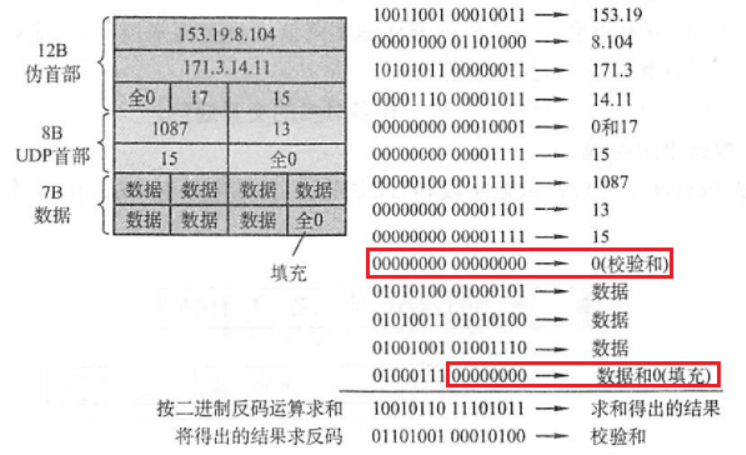 12B
伪首部
8B
UDP首部
7B
数据
153.19.8.104
171.3.14.11
全0 17 15
1087 13
15 全0
数据 数据 数据 数据
数据 数据 数据 全0
填充
10011001 00010011 → 153.19
00001000 01101000 → 8.104
10101011 00000011 → 171.3
00001110 00001011 → 14.11
00000000 00010001 → 0和17
00000000 00001111 → 15
00000100 00111111 → 1087
00000000 00001101 → 13
00000000 00001111 → 15
00000000 00000000 → 0(校验和)
01010100 01000101 → 数据
01010011 01010100 → 数据
01001001 01001110 → 数据
01000111 00000000 → 数据和0(填充)
按二进制反码运算求和 10010110 11101011 → 求和得出的结果
将得出的结果求反码 01101001 00010100 → 校验和